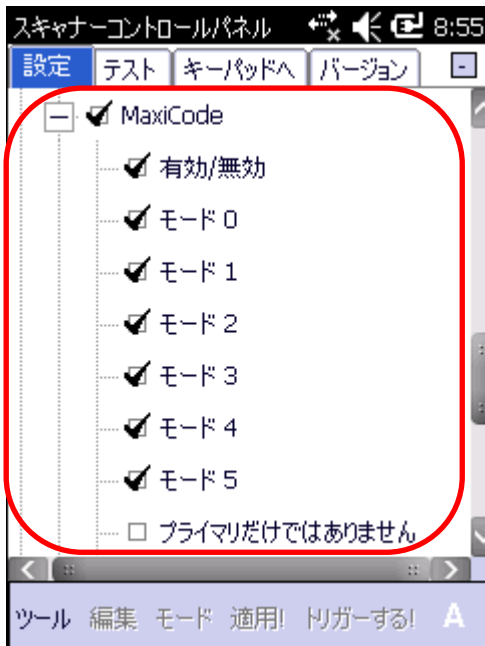 スキャナーコントロールパネル 8:55
設定 テスト キーパッドへ バージョン
MaxiCode
有効/無効
モード 0
モード 1
モード 2
モード 3
モード 4
モード 5
プライマリだけではありません
ツール 編集 モード 適用! トリガーする! A